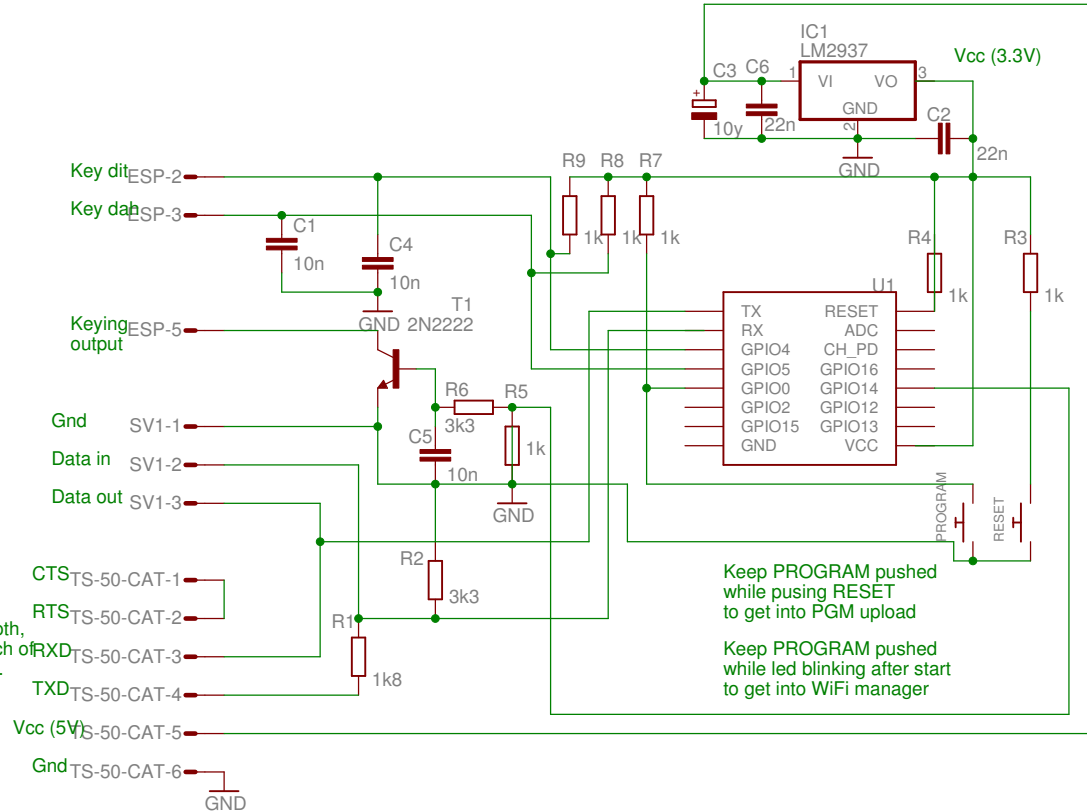 IC1
LM2937
Vcc (3.3V)
C3
C6
1
VI
VO
3
GND
2
+
10y
22n
C2
22n
GND
Key dit
ESP-2
Key dah
ESP-3
R9
R8
R7
1k
1k
1k
C1
10n
C4
10n
R4
1k
R3
1k
GND
T1
2N2222
Keying
output
ESP-5
U1
TX
RX
GPIO4
GPIO5
GPIO0
GPIO2
GPIO15
GND
RESET
ADC
CH_PD
GPIO16
GPIO14
GPIO12
GPIO13
VCC
R6
3k3
R5
1k
C5
10n
GND
Gnd
SV1-1
Data in
SV1-2
Data out
SV1-3
PROGRAM
RESET
R2
3k3
R1
1k8
CTS
TS-50-CAT-1
RTS
TS-50-CAT-2
oth,
ch of
RXD
TS-50-CAT-3
TXD
TS-50-CAT-4
Vcc (5V)
TS-50-CAT-5
Gnd
TS-50-CAT-6
GND
Keep PROGRAM pushed
while pusing RESET
to get into PGM upload
Keep PROGRAM pushed
while led blinking after start
to get into WiFi manager